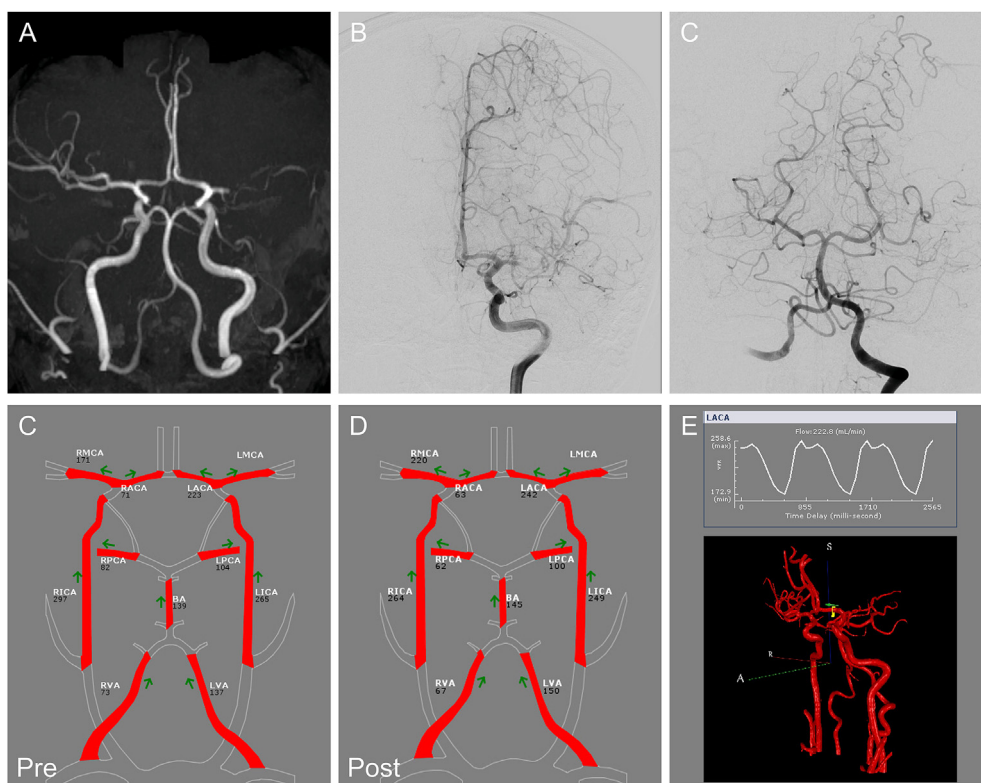 A
B
C
C
RMCA
171
LMCA
RACA
71
LACA
223
RPCA
82
LPCA
104
RICA
297
BA
139
LICA
265
RVA
73
LVA
137
Pre
D
RMCA
220
LMCA
RACA
63
LACA
242
RPCA
62
LPCA
100
RICA
264
BA
145
LICA
249
RVA
67
LVA
150
Post
E
LACA
Flow:222.8 (mL/min)
258.6
(max)
172.9
(min)
0 855 1710 2565
Time Delay (milli-second)
S
R
A